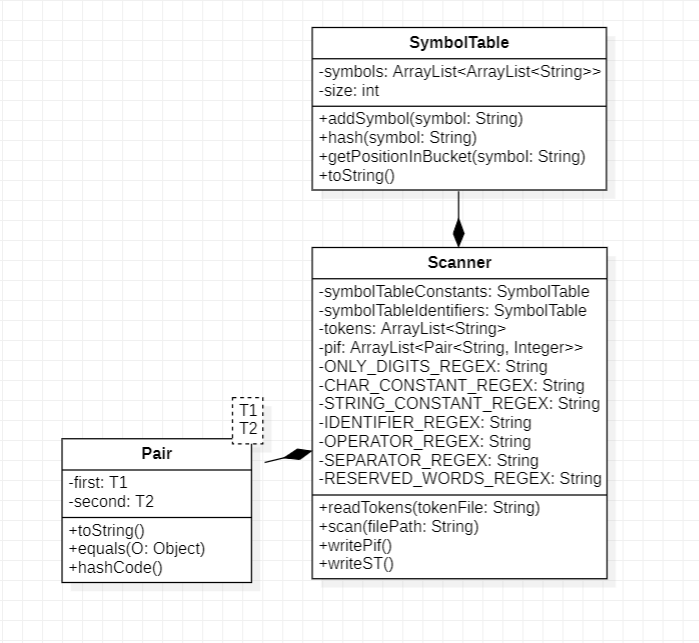 SymbolTable
-symbols: ArrayList<ArrayList<String>>
-size: int
+addSymbol(symbol: String)
+hash(symbol: String)
+getPositionInBucket(symbol: String)
+toString()
Scanner
-symbolTableConstants: SymbolTable
-symbolTableIdentifiers: SymbolTable
-tokens: ArrayList<String>
-pif: ArrayList<Pair<String, Integer>>
-ONLY_DIGITS_REGEX: String
-CHAR_CONSTANT_REGEX: String
-STRING_CONSTANT_REGEX: String
-IDENTIFIER_REGEX: String
-OPERATOR_REGEX: String
-SEPARATOR_REGEX: String
-RESERVED_WORDS_REGEX: String
+readTokens(tokenFile: String)
+scan(filePath: String)
+writePif()
+writeST()
T1
T2
Pair
-first: T1
-second: T2
+toString()
+equals(O: Object)
+hashCode()